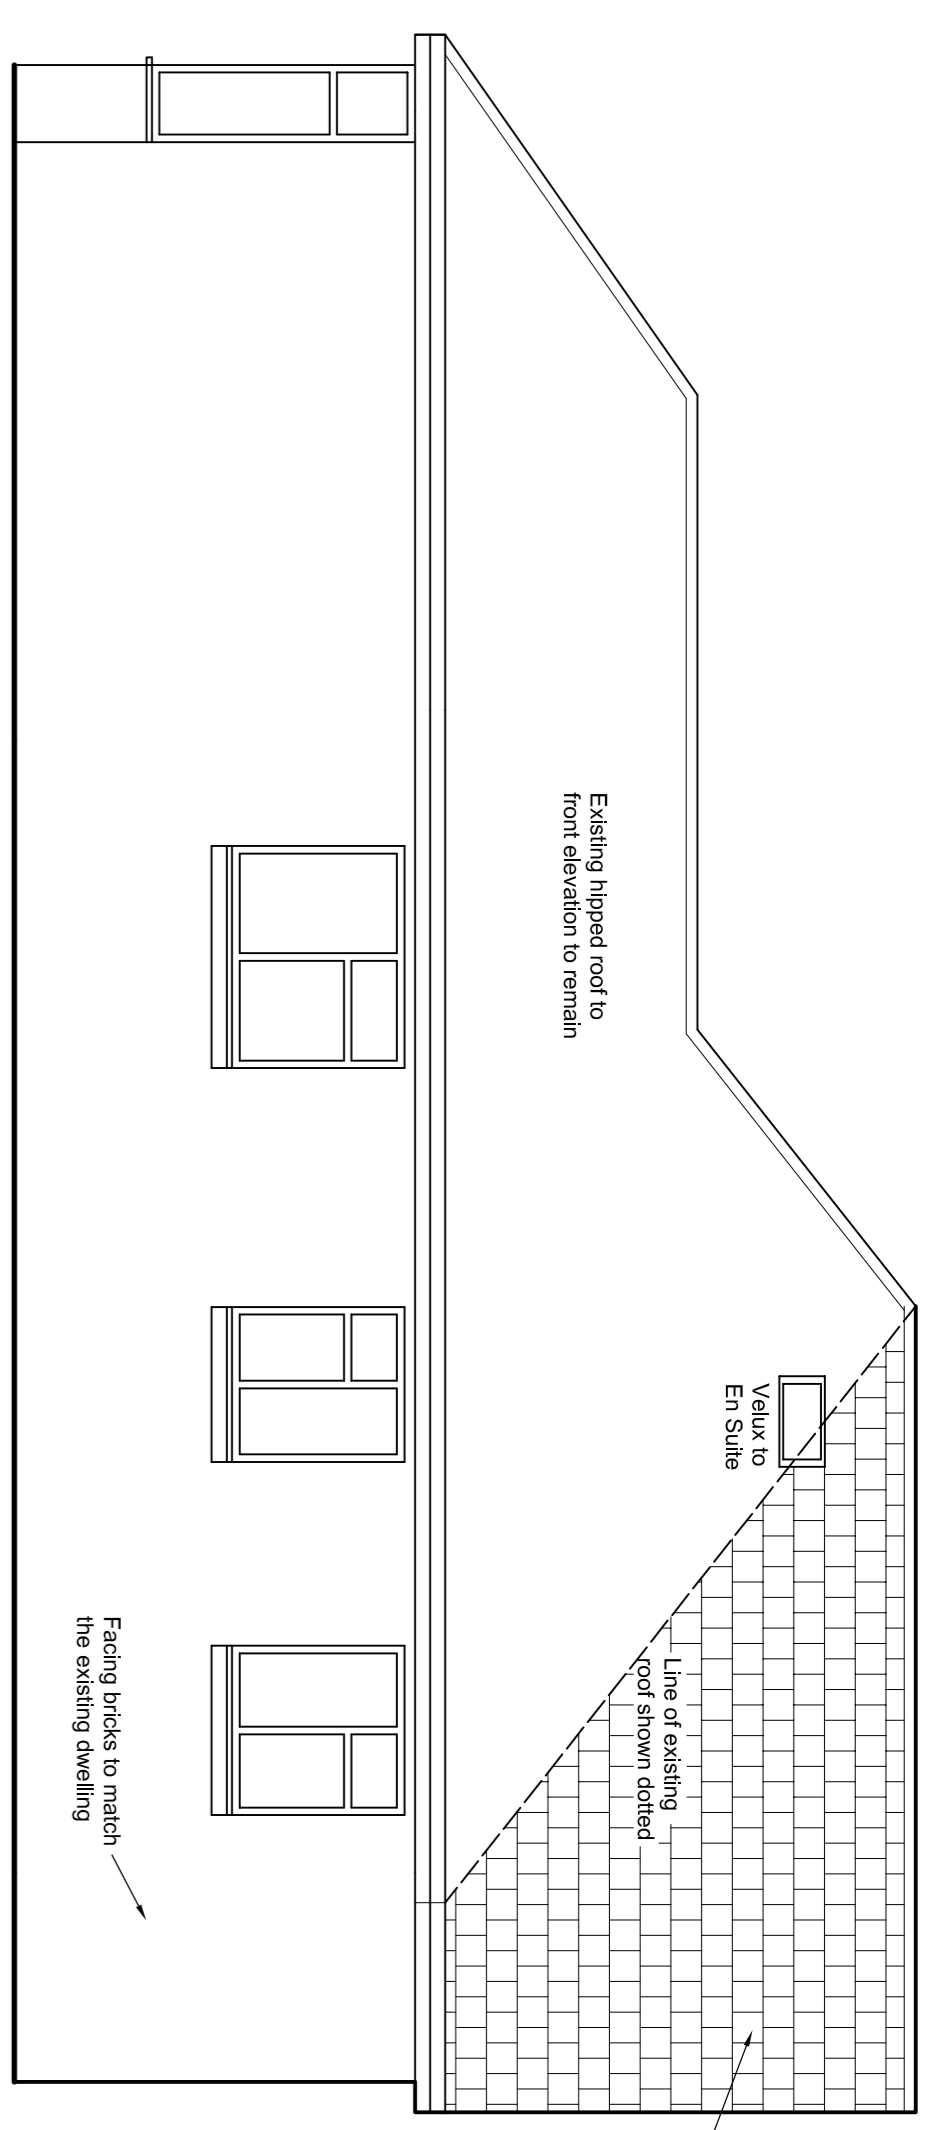 Existing hipped roof to
front elevation to remain
Velux to
En Suite
Line of existing
roof shown dotted
Facing bricks to match
the existing dwelling